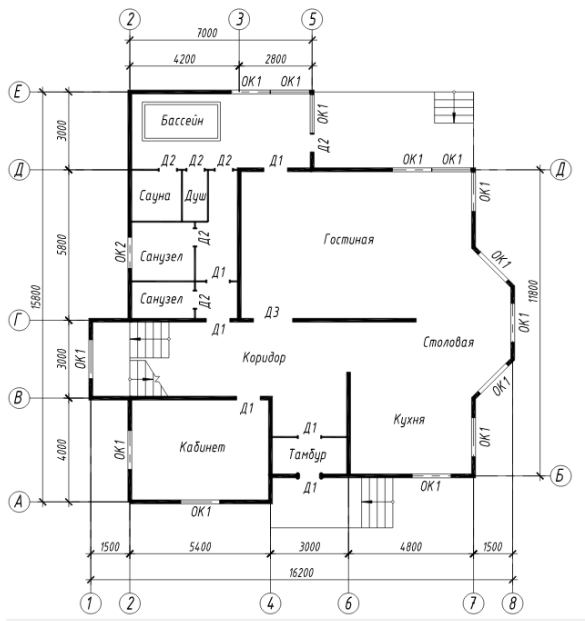 2 3 5
7000
4200 2800
ОК1 ОК1
Е
Бассейн
ОК1
3000
Д2
Д2 Д2 Д2 Д1
ОК1 ОК1
Д Д
Сауна Душ
ОК1
Д2
Гостиная
5800
ОК2
Санузел
ОК1
Д1
15800
11800
Санузел
Д2
Д3
Г
Д1
ОК1
Столовая
ОК1
3000
Коридор
ОК1
В
Д1
Кухня
ОК1
Д1
ОК1
Кабинет
4000
Тамбур
Б
Д1
ОК1
А
ОК1
1500 5400 3000 4800 1500
16200
1 2 4 6 7 8